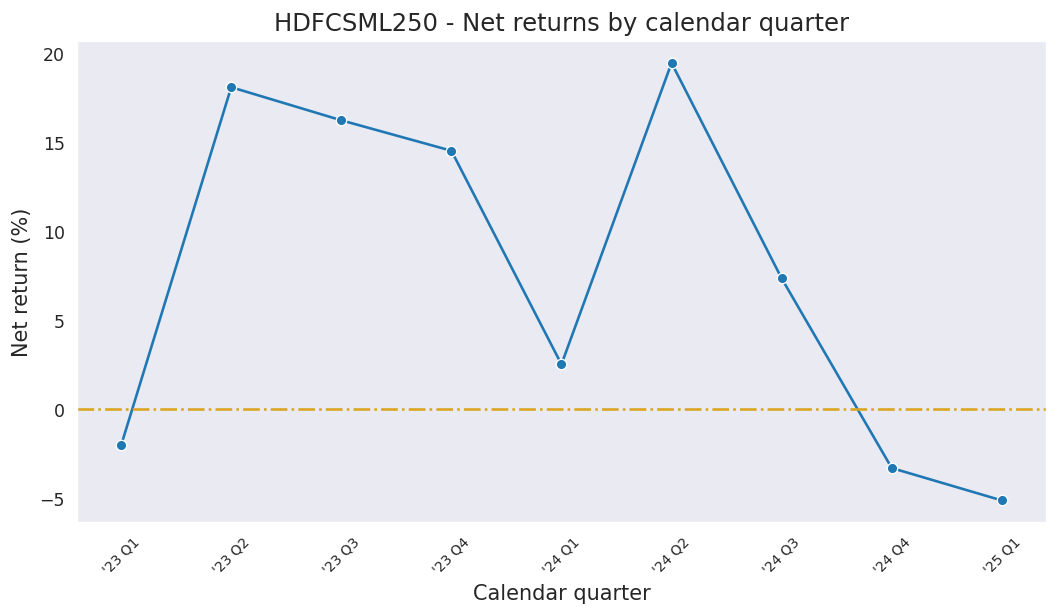 HDFCSML250 - Net returns by calendar quarter
Net return (%)
20
15
10
5
0
−5
'23 Q1
'23 Q2
'23 Q3
'23 Q4
'24 Q1
'24 Q2
'24 Q3
'24 Q4
'25 Q1
Calendar quarter